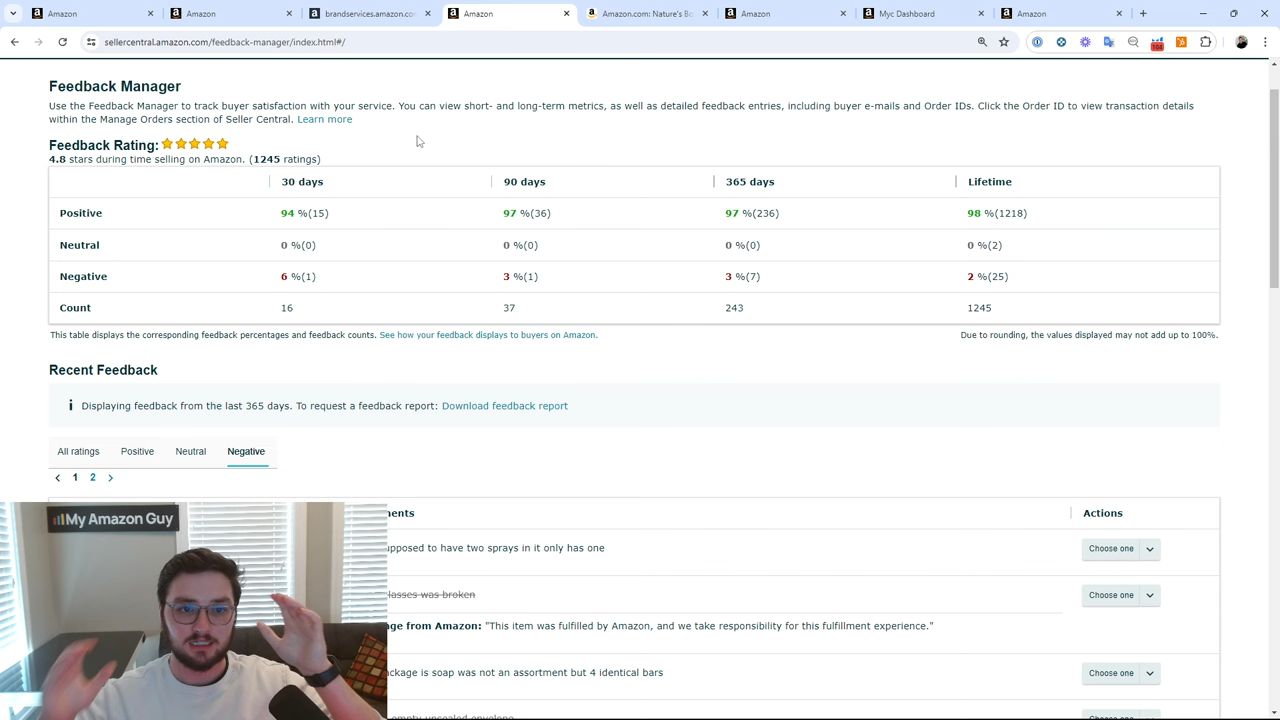 Amazon
Amazon
brandservices.amazon.co
Amazon
Amazon.com: Nature's Bo
Amazon
Myc Dashboard
Amazon
sellercentral.amazon.com/feedback-manager/index.html#/
104
Feedback Manager
Use the Feedback Manager to track buyer satisfaction with your service. You can view short- and long-term metrics, as well as detailed feedback entries, including buyer e-mails and Order IDs. Click the Order ID to view transaction details
within the Manage Orders section of Seller Central. Learn more
Feedback Rating:
4.8 stars during time selling on Amazon. (1245 ratings)
30 days 90 days 365 days Lifetime
Positive 94 %(15) 97 %(36) 97 %(236) 98 %(1218)
Neutral 0 %(0) 0 %(0) 0 %(0) 0 %(2)
Negative 6 %(1) 3 %(1) 3 %(7) 2 %(25)
Count 16 37 243 1245
This table displays the corresponding feedback percentages and feedback counts. See how your feedback displays to buyers on Amazon. Due to rounding, the values displayed may not add up to 100%.
Recent Feedback
Displaying feedback from the last 365 days. To request a feedback report: Download feedback report
All ratings Positive Neutral Negative
1 2
My Amazon Guy
ments Actions
upposed to have two sprays in it only has one Choose one
lasses was broken Choose one
ge from Amazon: "This item was fulfilled by Amazon, and we take responsibility for this fulfillment experience."
ackage is soap was not an assortment but 4 identical bars Choose one
empty unsealed envelope Choose one